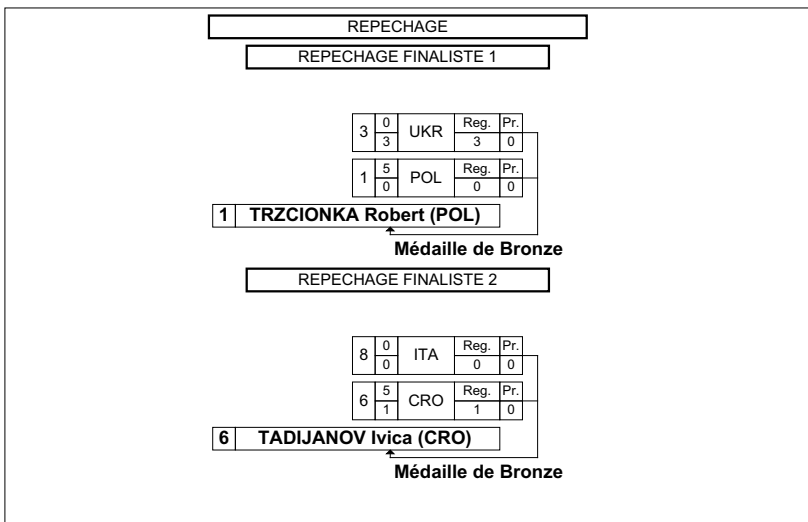 REPECHAGE
REPECHAGE FINALISTE 1
3 0 UKR Reg. Pr.
3 3 0
1 5 POL Reg. Pr.
0 0 0
1 TRZCIONKA Robert (POL)
Médaille de Bronze
REPECHAGE FINALISTE 2
8 0 ITA Reg. Pr.
0 0 0
6 5 CRO Reg. Pr.
1 1 0
6 TADIJANOV Ivica (CRO)
Médaille de Bronze